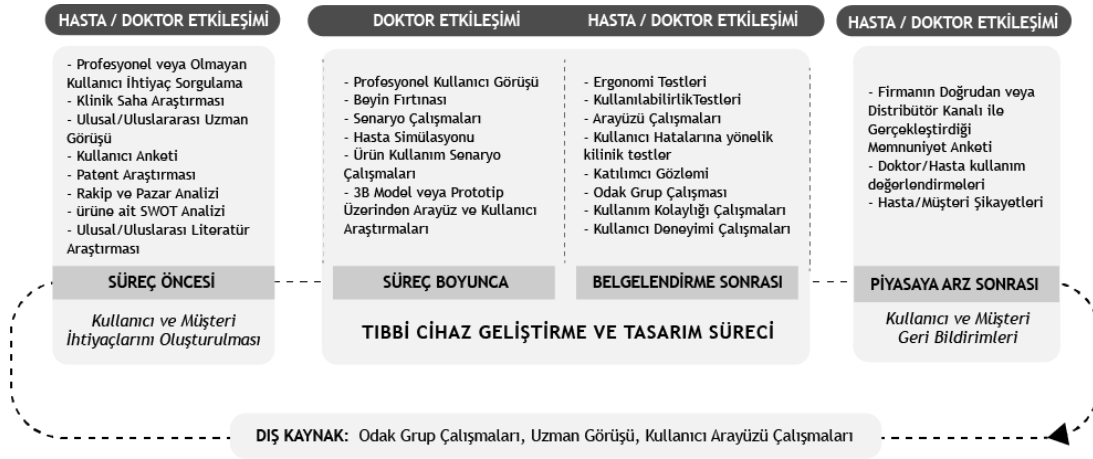 HASTA / DOKTOR ETKİLEŞİMİ
- Profesyonel veya Olmayan
Kullanıcı İhtiyaç Sorgulama
- Klinik Saha Araştırması
- Ulusal/Uluslararası Uzman
Görüşü
- Kullanıcı Anketi
- Patent Araştırması
- Rakip ve Pazar Analizi
- ürüne ait SWOT Analizi
- Ulusal/Uluslarası Literatür
Araştırması
SÜREÇ ÖNCESİ
Kullanıcı ve Müşteri
İhtiyaçlarını Oluşturulması
DOKTOR ETKİLEŞİMİ
- Profesyonel Kullanıcı Görüşü
- Beyin Fırtınası
- Senaryo Çalışmaları
- Hasta Simülasyonu
- Ürün Kullanım Senaryo
Çalışmaları
- 3B Model veya Prototip
Üzerinden Arayüz ve Kullanıcı
Araştırmaları
SÜREÇ BOYUNCA
HASTA / DOKTOR ETKİLEŞİMİ
- Ergonomi Testleri
- KullanılabilirlikTestleri
- Arayüzü Çalışmaları
- Kullanıcı Hatalarına yönelik
kilinik testler
- Katılımcı Gözlemi
- Odak Grup Çalışması
- Kullanım Kolaylığı Çalışmaları
- Kullanıcı Deneyimi Çalışmaları
BELGELENDİRME SONRASI
TIBBİ CİHAZ GELİŞTİRME VE TASARIM SÜRECİ
HASTA / DOKTOR ETKİLEŞİMİ
- Firmanın Doğrudan veya
Distribütör Kanalı ile
Gerçekleştirdiği
Memnuniyet Anketi
- Doktor/Hasta kullanım
değerlendirmeleri
- Hasta/Müşteri Şikayetleri
PİYASAYA ARZ SONRASI
Kullanıcı ve Müşteri
Geri Bildirimleri
DIŞ KAYNAK: Odak Grup Çalışmaları, Uzman Görüşü, Kullanıcı Arayüzü Çalışmaları